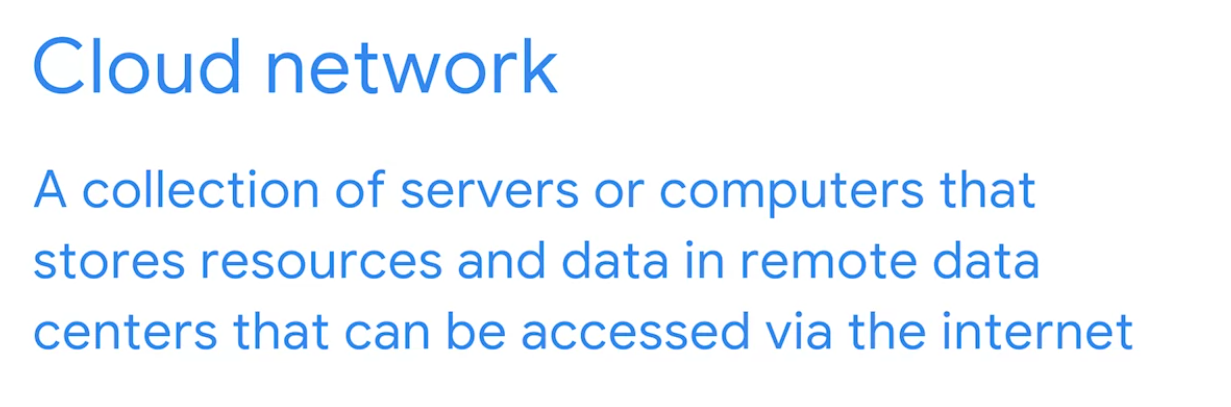 Cloud network
A collection of servers or computers that
stores resources and data in remote data
centers that can be accessed via the internet